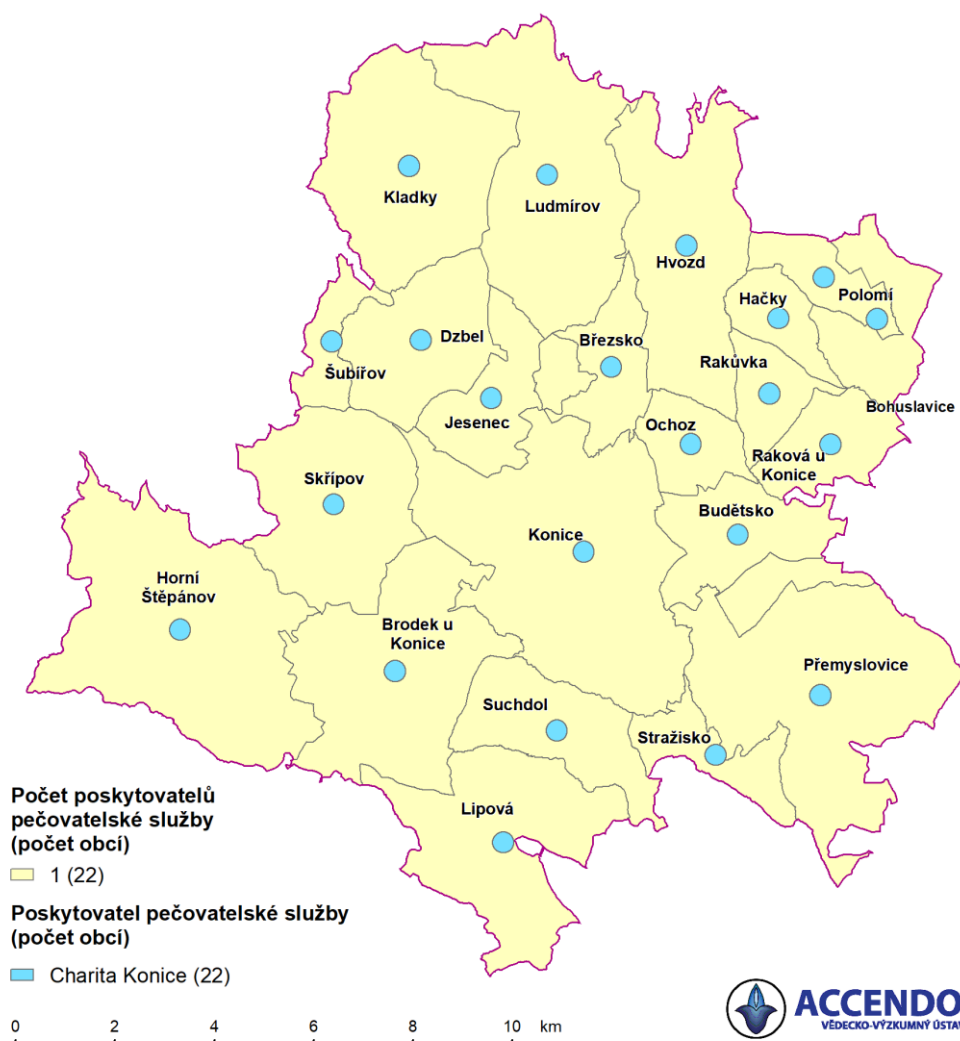 Kladky
Ludmírov
Hvozd
Hačky
Polomí
Dzbel
Březsko
Šubířov
Rakůvka
Jesenec
Bohuslavice
Ochoz
Raková u
Konice
Skřípov
Budětsko
Konice
Horní
Štěpánov
Brodek u
Konice
Přemyslovice
Suchdol
Stražisko
Lipová
Počet poskytovatelů
pečovatelské služby
(počet obcí)
1 (22)
Poskytovatel pečovatelské služby
(počet obcí)
Charita Konice (22)
0 2 4 6 8 10 km
ACCENDO
VĚDECKO-VÝZKUMNÝ ÚSTAV